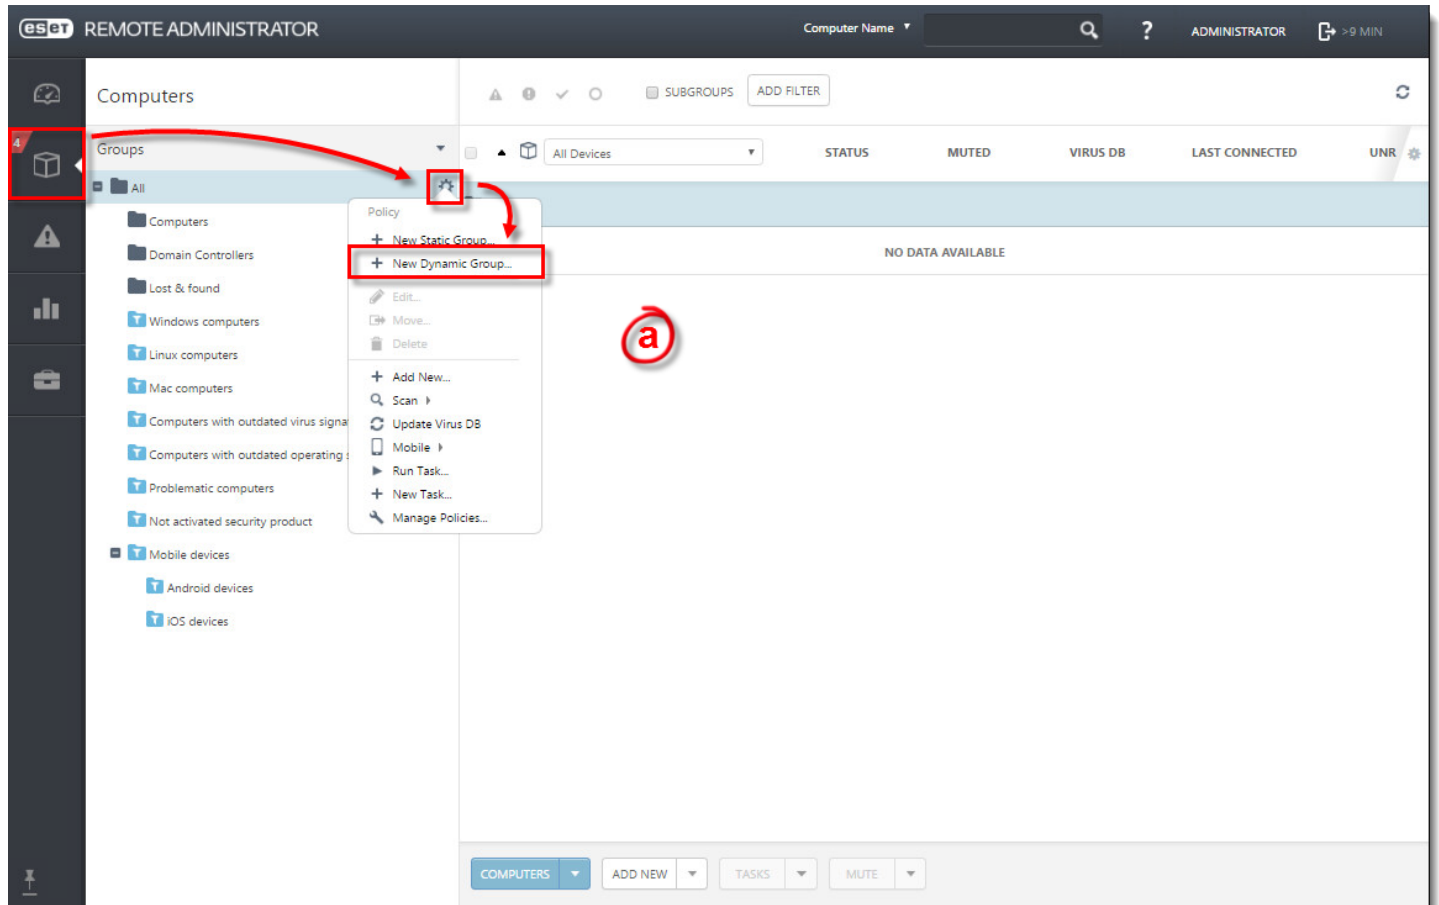 eset REMOTE ADMINISTRATOR
Computer Name
?
ADMINISTRATOR
>9 MIN
Computers
SUBGROUPS
ADD FILTER
4
Groups
All Devices
STATUS
MUTED
VIRUS DB
LAST CONNECTED
UNR
All
Policy
Computers
New Static Group...
NO DATA AVAILABLE
Domain Controllers
New Dynamic Group...
Lost & found
Edit...
Windows computers
Move...
a
Linux computers
Delete
Mac computers
Add New...
Scan
Computers with outdated virus signa
Update Virus DB
Computers with outdated operating s
Mobile
Run Task...
Problematic computers
New Task...
Not activated security product
Manage Policies...
Mobile devices
Android devices
iOS devices
COMPUTERS
ADD NEW
TASKS
MUTE